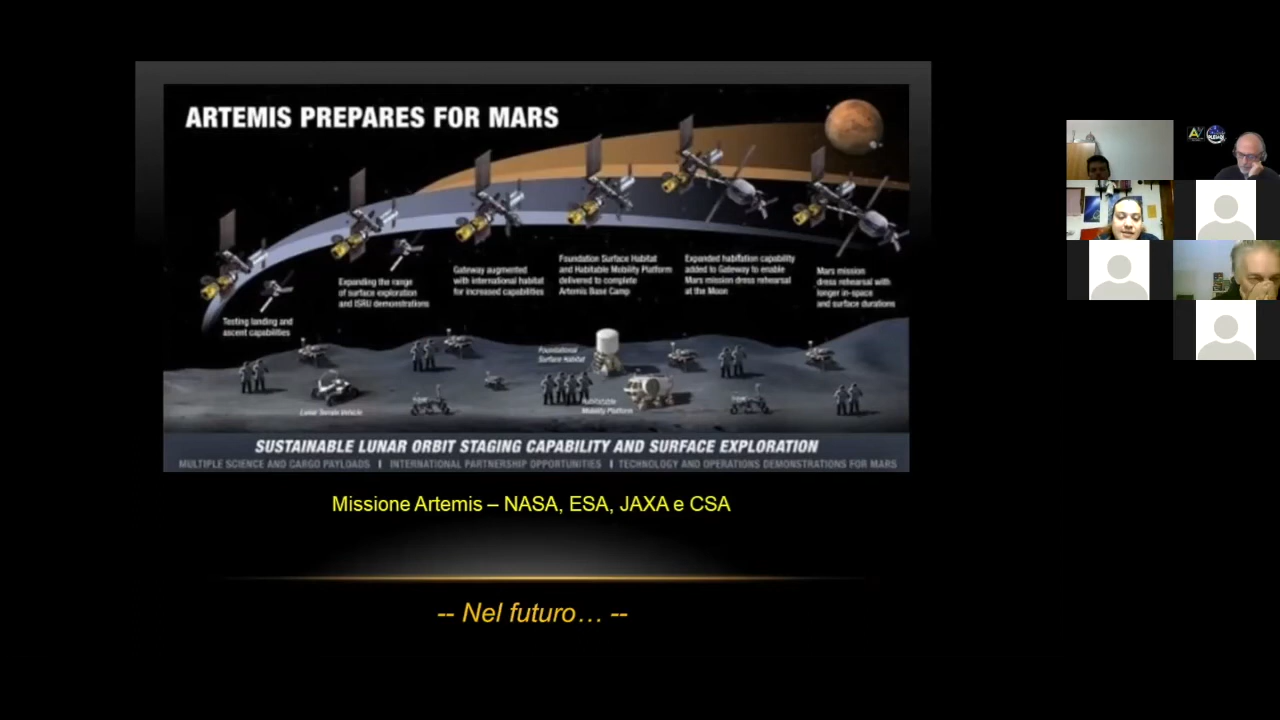 ARTEMIS PREPARES FOR MARS
Testing landing and
ascent capabilities
Expanding the range
of surface exploration
and ISRU demonstrations
Gateway augmented
with international habitat
for increased capabilities
Foundation Surface Habitat
and Habitable Mobility Platform
delivered to complete
Artemis Base Camp
Expanded habitation capability
added to Gateway to enable
Mars mission dress rehearsal
at the Moon
Mars mission
dress rehearsal with
longer in-space
and surface durations
Foundational
Surface Habitat
Lunar Terrain Vehicle
Mobility Platform
SUSTAINABLE LUNAR ORBIT STAGING CAPABILITY AND SURFACE EXPLORATION
MULTIPLE SCIENCE AND CARGO PAYLOADS | INTERNATIONAL PARTNERSHIP OPPORTUNITIES | TECHNOLOGY AND OPERATIONS DEMONSTRATIONS FOR MARS
Missione Artemis – NASA, ESA, JAXA e CSA
-- Nel futuro… --